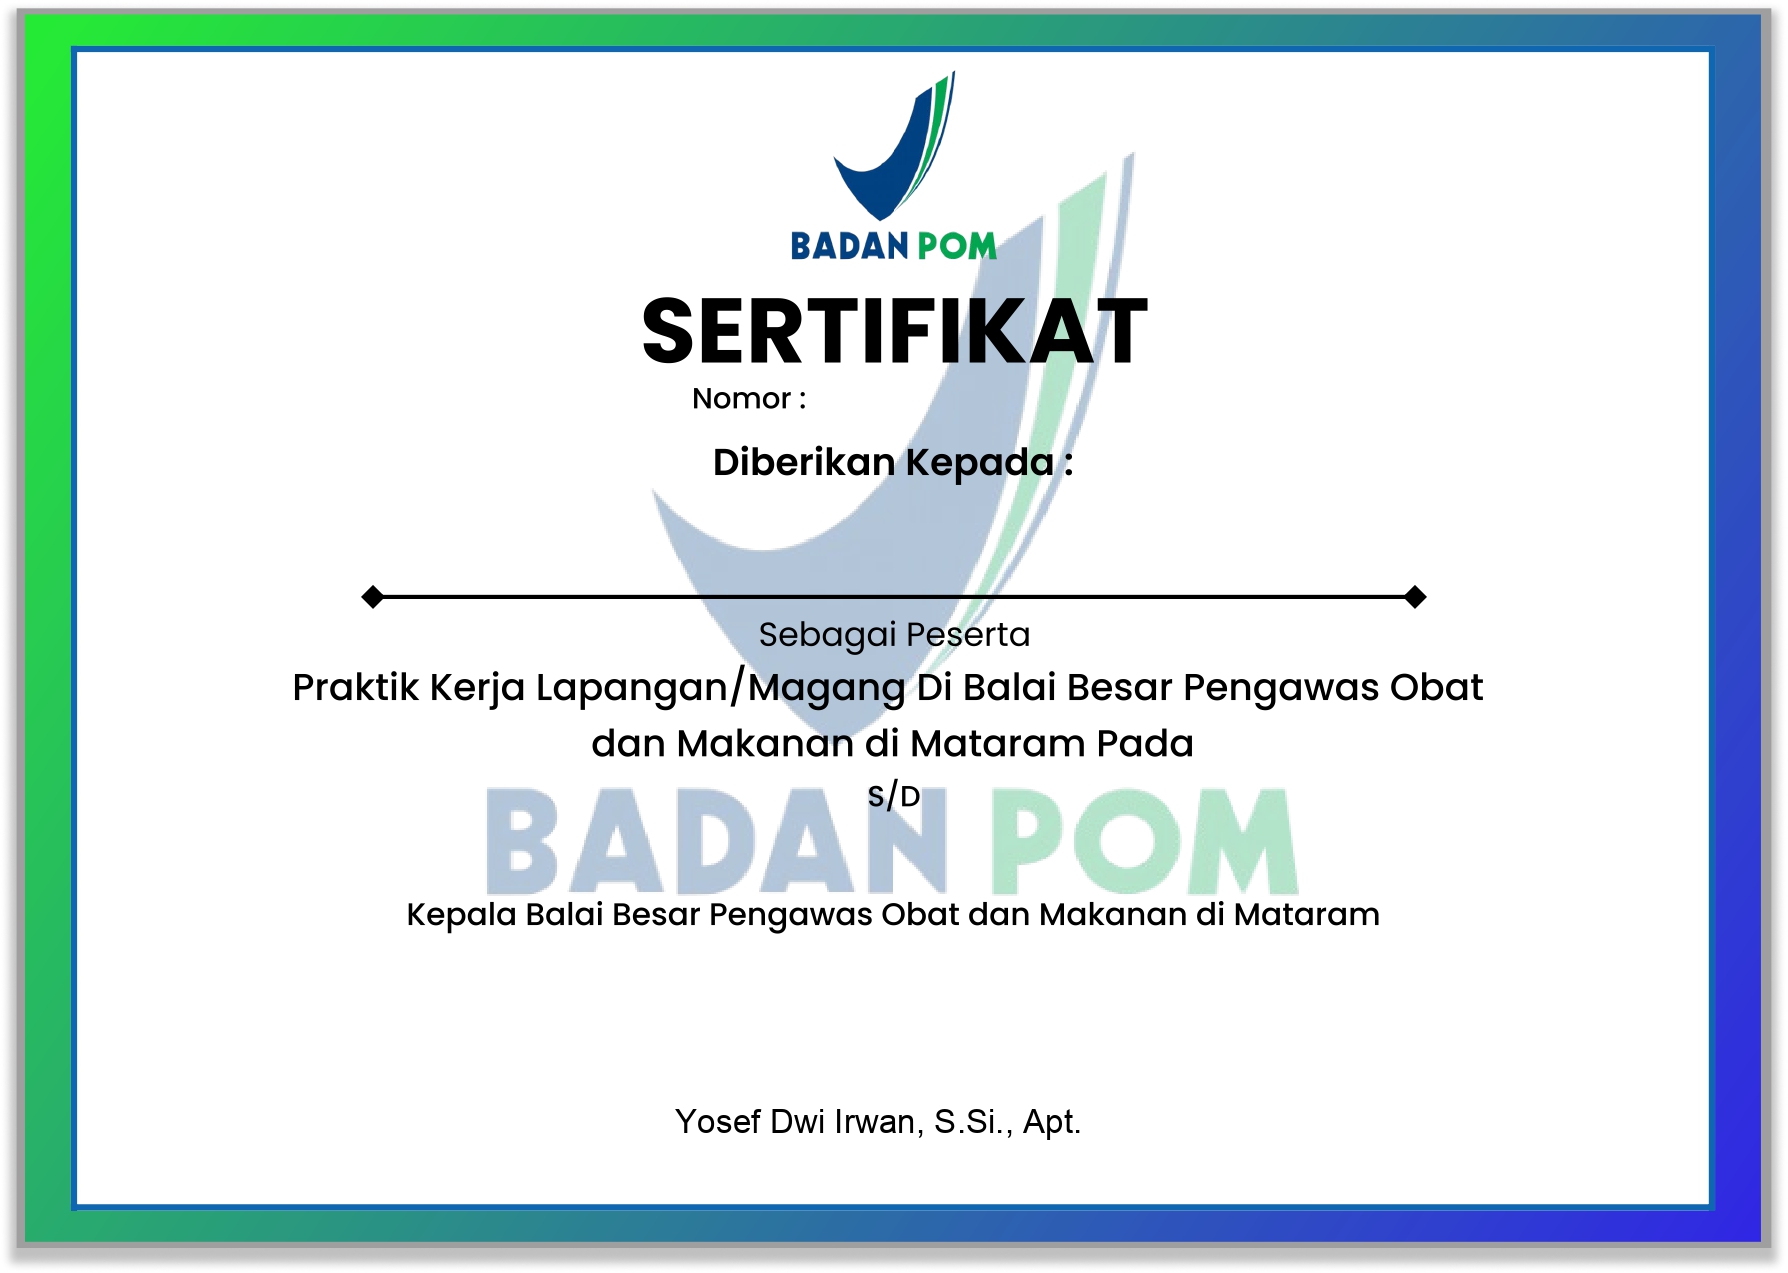 BADAN POM
SERTIFIKAT
Nomor :
Diberikan Kepada :
Sebagai Peserta
Praktik Kerja Lapangan/Magang Di Balai Besar Pengawas Obat
dan Makanan di Mataram Pada
S/D
BADAN POM
Kepala Balai Besar Pengawas Obat dan Makanan di Mataram
Yosef Dwi Irwan, S.Si., Apt.